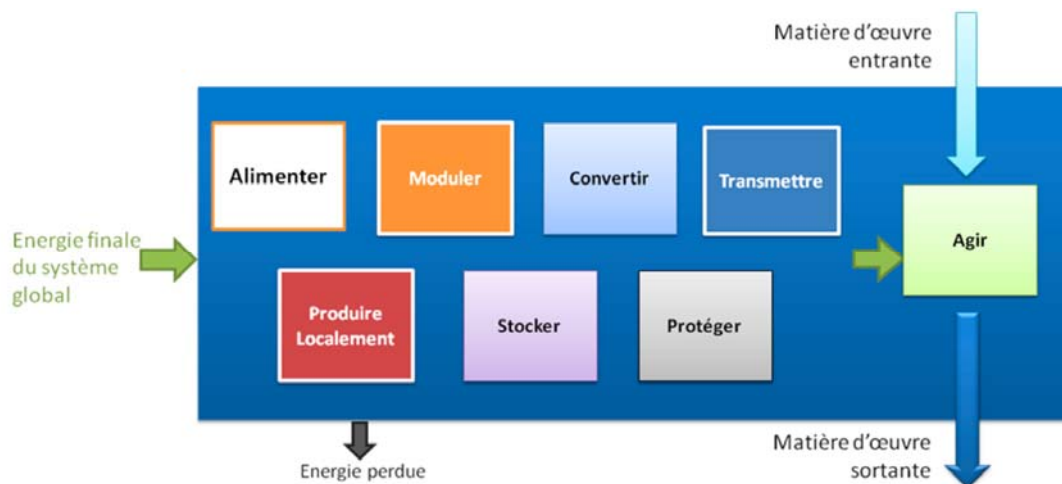 Matière d'œuvre
entrante
Alimenter
Moduler
Convertir
Transmettre
Agir
Energie finale
du système
global
Produire
Localement
Stocker
Protéger
Energie perdue
Matière d'œuvre
sortante